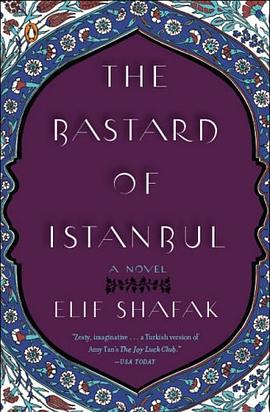 THE
BASTARD
OF
ISTANBUL
A NOVEL
ELIF SHAFAK
"Zesty, imaginative . . . a Turkish version of
Amy Tan's The Joy Luck Club."
—USA TODAY